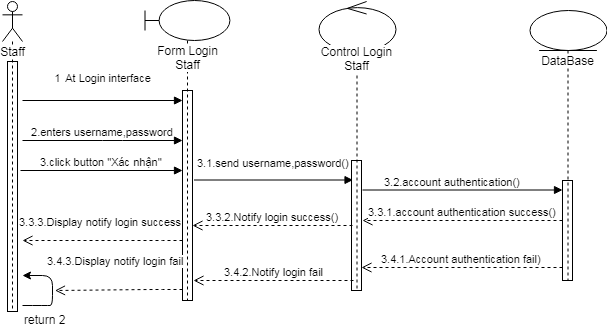 Staff
Form Login
Staff
Control Login
Staff
DataBase
1 At Login interface
2.enters username,password
3.click button "Xác nhận"
3.1.send username,password()
3.2.account authentication()
3.3.1.account authentication success()
3.3.2.Notify login success()
3.3.3.Display notify login success
3.4.1.Account authentication fail)
3.4.2.Notify login fail
3.4.3.Display notify login fail
return 2